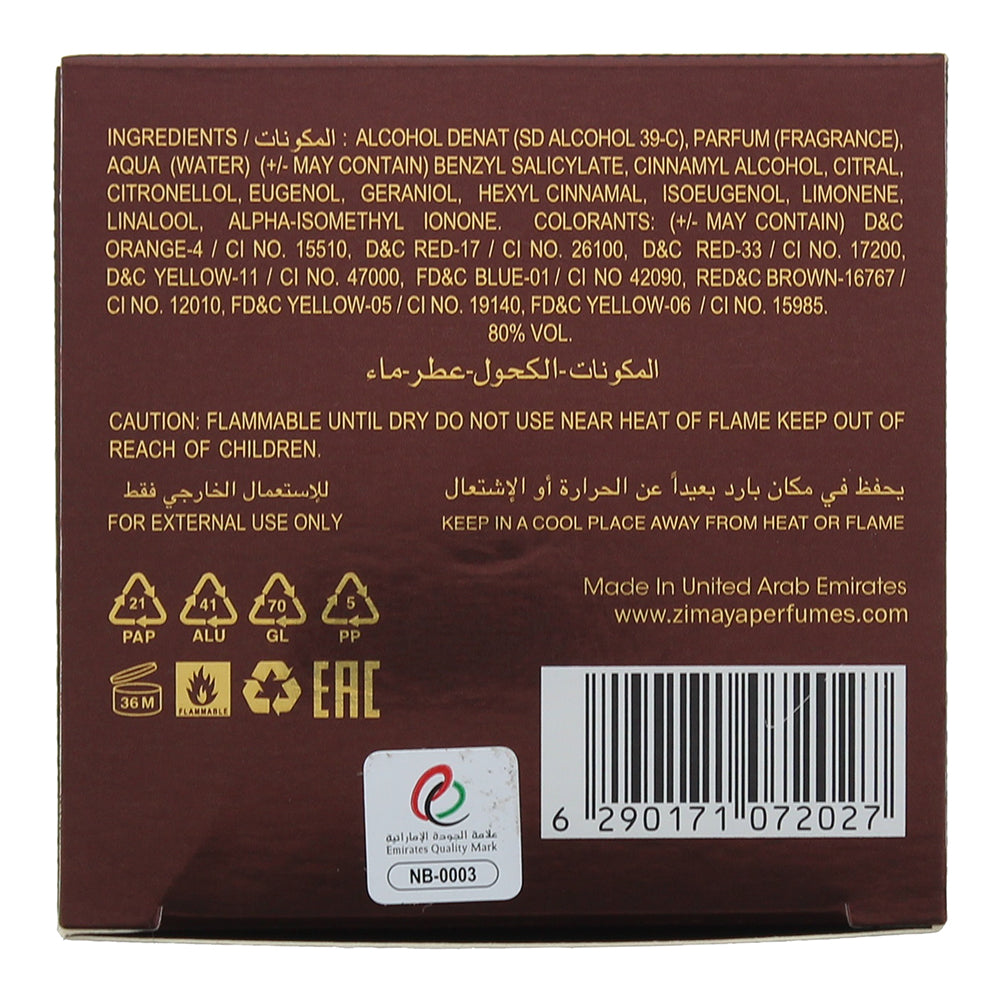 INGREDIENTS / المكونات : ALCOHOL DENAT (SD ALCOHOL 39-C), PARFUM (FRAGRANCE),
AQUA (WATER) (+/- MAY CONTAIN) BENZYL SALICYLATE, CINNAMYL ALCOHOL, CITRAL,
CITRONELLOL, EUGENOL, GERANIOL, HEXYL CINNAMAL, ISOEUGENOL, LIMONENE,
LINALOOL, ALPHA-ISOMETHYL IONONE. COLORANTS: (+/- MAY CONTAIN) D&C
ORANGE-4 / CI NO. 15510, D&C RED-17 / CI NO. 26100, D&C RED-33 / CI NO. 17200,
D&C YELLOW-11 / CI NO. 47000, FD&C BLUE-01 / CI NO 42090, RED&C BROWN-16767 /
CI NO. 12010, FD&C YELLOW-05 / CI NO. 19140, FD&C YELLOW-06 / CI NO. 15985.
80% VOL.
المكونات-الكحول-عطر-ماء
CAUTION: FLAMMABLE UNTIL DRY DO NOT USE NEAR HEAT OF FLAME KEEP OUT OF
REACH OF CHILDREN.
للإستعمال الخارجي فقط
FOR EXTERNAL USE ONLY
يحفظ في مكان بارد بعيداً عن الحرارة أو الإشتعال
KEEP IN A COOL PLACE AWAY FROM HEAT OR FLAME
21 41 70 5
PAP ALU GL PP
Made In United Arab Emirates
www.zimayaperfumes.com
36 M FLAMMABLE EAC
6 290171 072027
علامة الجودة الإماراتية
Emirates Quality Mark
NB-0003